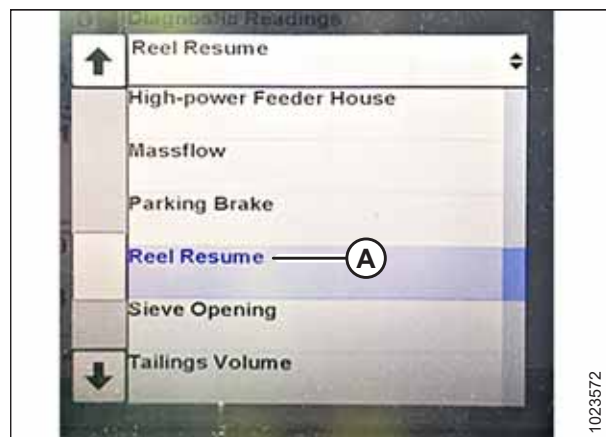 Diagnostic Readings
Reel Resume
High-power Feeder House
Massflow
Parking Brake
Reel Resume
A
Sieve Opening
Tailings Volume
1023572